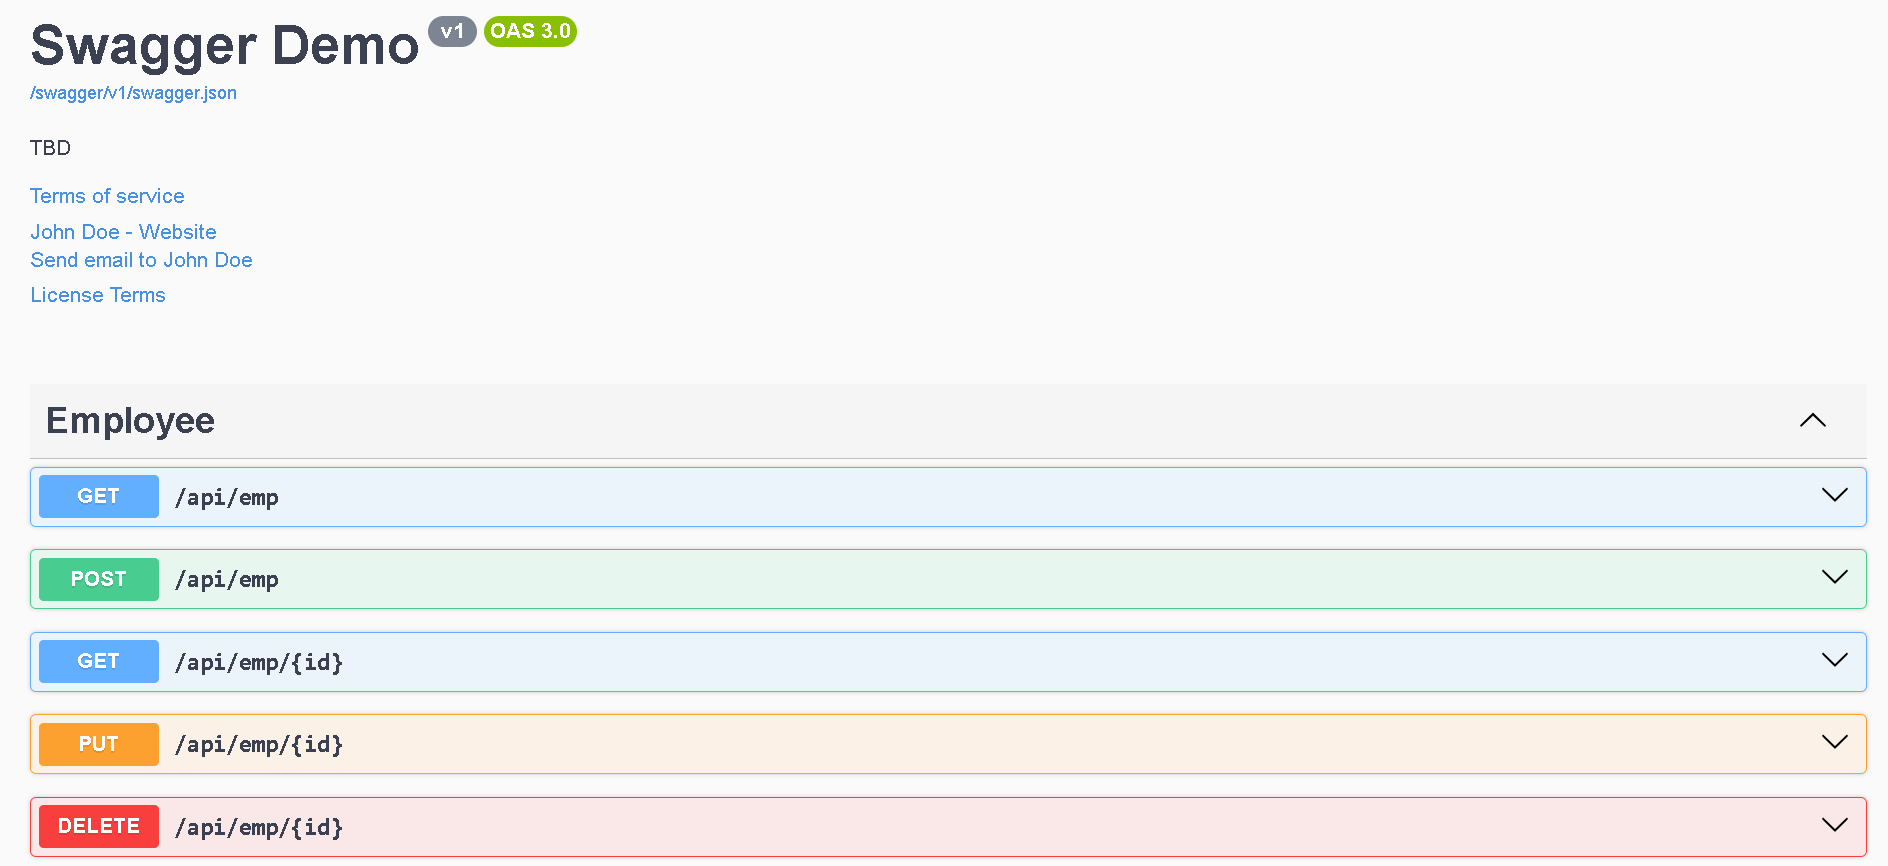 Swagger Demo v1 OAS 3.0
/swagger/v1/swagger.json
TBD
Terms of service
John Doe - Website
Send email to John Doe
License Terms
Employee
GET /api/emp
POST /api/emp
GET /api/emp/{id}
PUT /api/emp/{id}
DELETE /api/emp/{id}